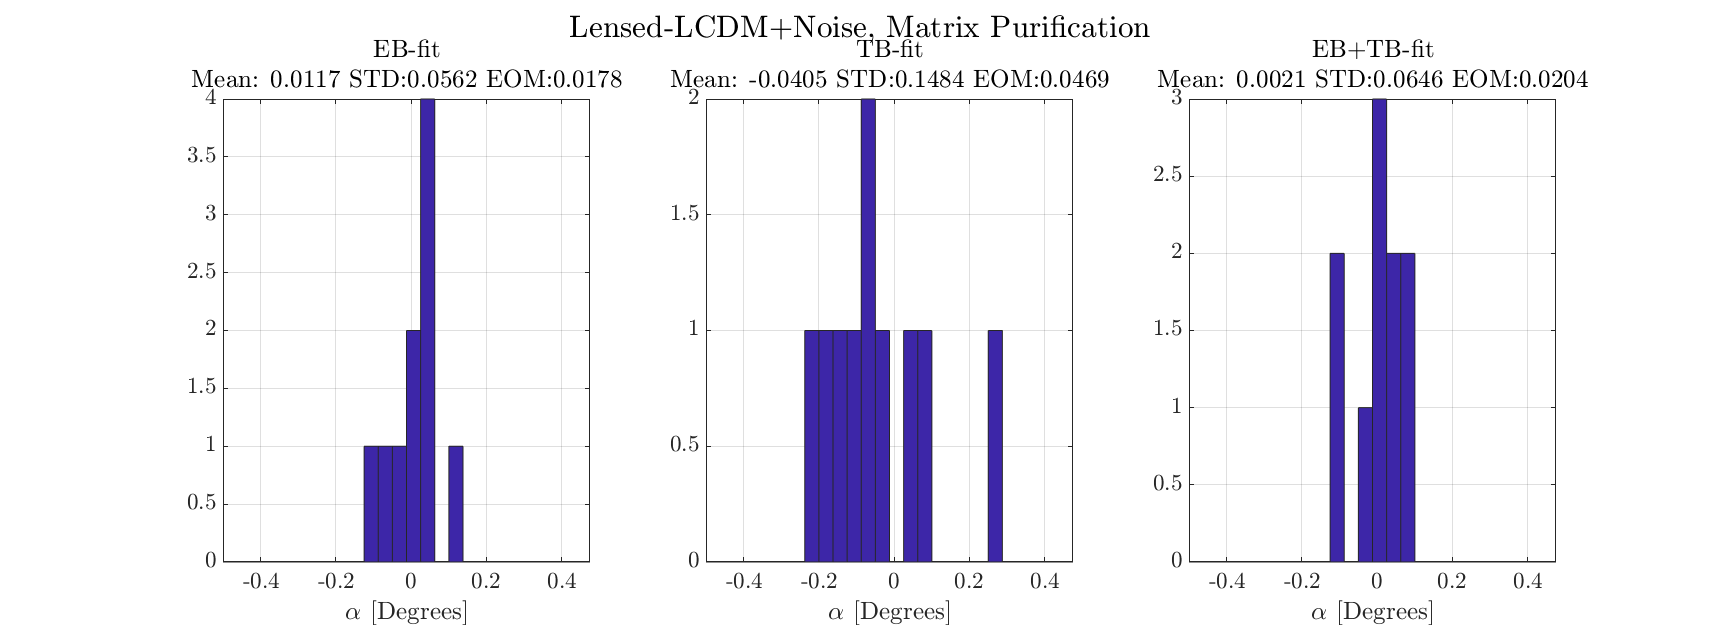 Lensed-LCDM+Noise, Matrix Purification
EB-fit
Mean: 0.0117 STD:0.0562 EOM:0.0178
4
3.5
3
2.5
2
1.5
1
0.5
0
-0.4 -0.2 0 0.2 0.4
α [Degrees]
TB-fit
Mean: -0.0405 STD:0.1484 EOM:0.0469
2
1.5
1
0.5
0
-0.4 -0.2 0 0.2 0.4
α [Degrees]
EB+TB-fit
Mean: 0.0021 STD:0.0646 EOM:0.0204
3
2.5
2
1.5
1
0.5
0
-0.4 -0.2 0 0.2 0.4
α [Degrees]